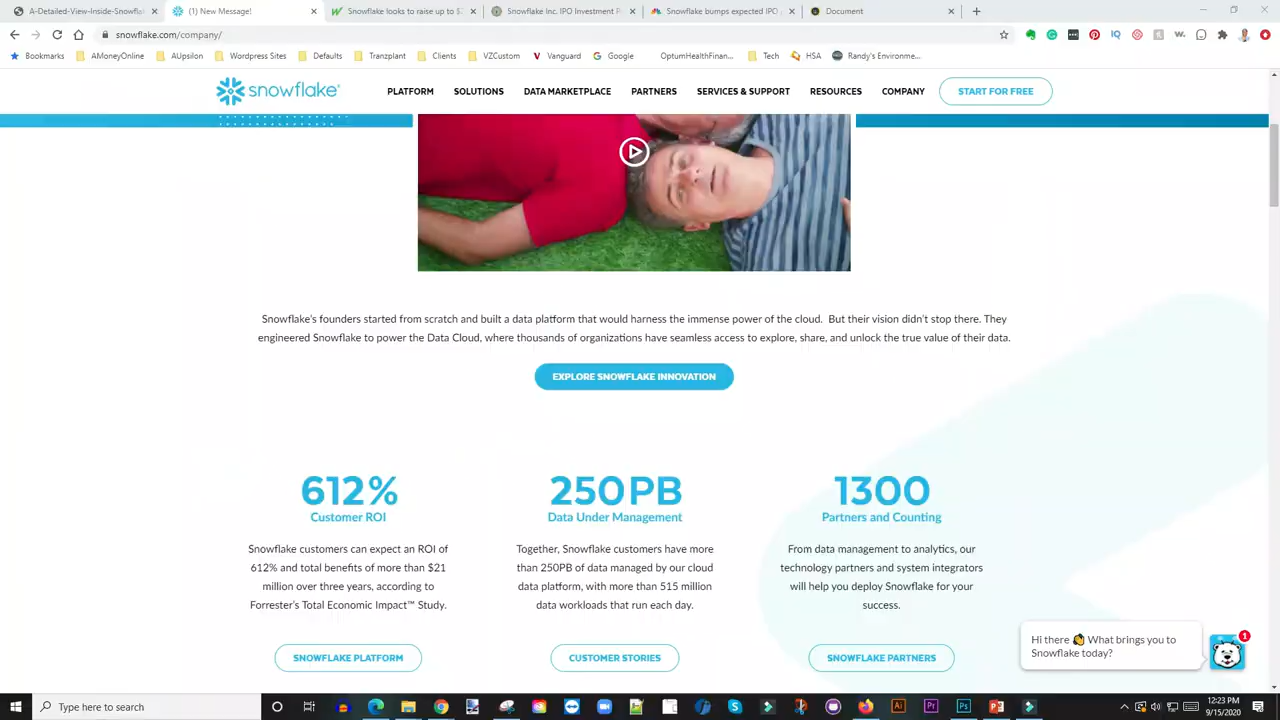 A-Detailed-View-Inside-Snowfla
(1) New Message!
Snowflake looks to raise up to $
Snowflake Inc. IPO Investment P
Snowflake bumps expected IPO
Document
snowflake.com/company/
Bookmarks
AMoneyOnline
AUpsilon
Wordpress Sites
Defaults
Tranzplant
Clients
VZCustom
Vanguard
Google
OptumHealthFinan...
Tech
HSA
Randy's Environme...
snowflake®
PLATFORM
SOLUTIONS
DATA MARKETPLACE
PARTNERS
SERVICES & SUPPORT
RESOURCES
COMPANY
START FOR FREE
Snowflake's founders started from scratch and built a data platform that would harness the immense power of the cloud. But their vision didn't stop there. They
engineered Snowflake to power the Data Cloud, where thousands of organizations have seamless access to explore, share, and unlock the true value of their data.
EXPLORE SNOWFLAKE INNOVATION
612%
Customer ROI
Snowflake customers can expect an ROI of
612% and total benefits of more than $21
million over three years, according to
Forrester's Total Economic Impact™ Study.
SNOWFLAKE PLATFORM
250PB
Data Under Management
Together, Snowflake customers have more
than 250PB of data managed by our cloud
data platform, with more than 515 million
data workloads that run each day.
CUSTOMER STORIES
1300
Partners and Counting
From data management to analytics, our
technology partners and system integrators
will help you deploy Snowflake for your
success.
SNOWFLAKE PARTNERS
Hi there 👋 What brings you to
Snowflake today?
1
Type here to search
12:23 PM
9/15/2020